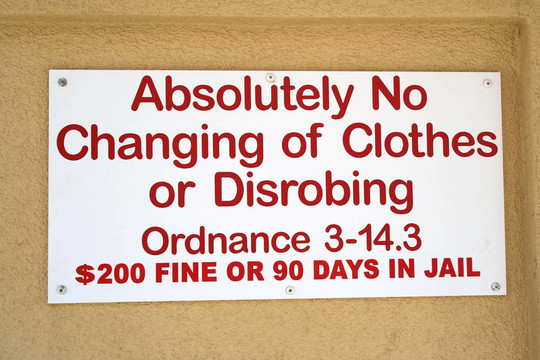 Absolutely No
Changing of Clothes
or Disrobing
Ordnance 3-14.3
$200 FINE OR 90 DAYS IN JAIL